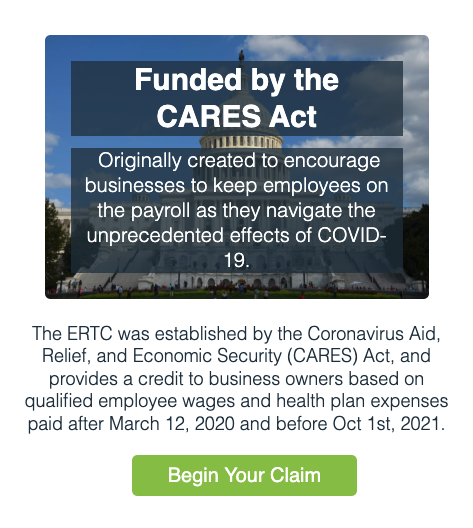 Funded by the
CARES Act
Originally created to encourage
businesses to keep employees on
the payroll as they navigate the
unprecedented effects of COVID-
19.
The ERTC was established by the Coronavirus Aid,
Relief, and Economic Security (CARES) Act, and
provides a credit to business owners based on
qualified employee wages and health plan expenses
paid after March 12, 2020 and before Oct 1st, 2021.
Begin Your Claim